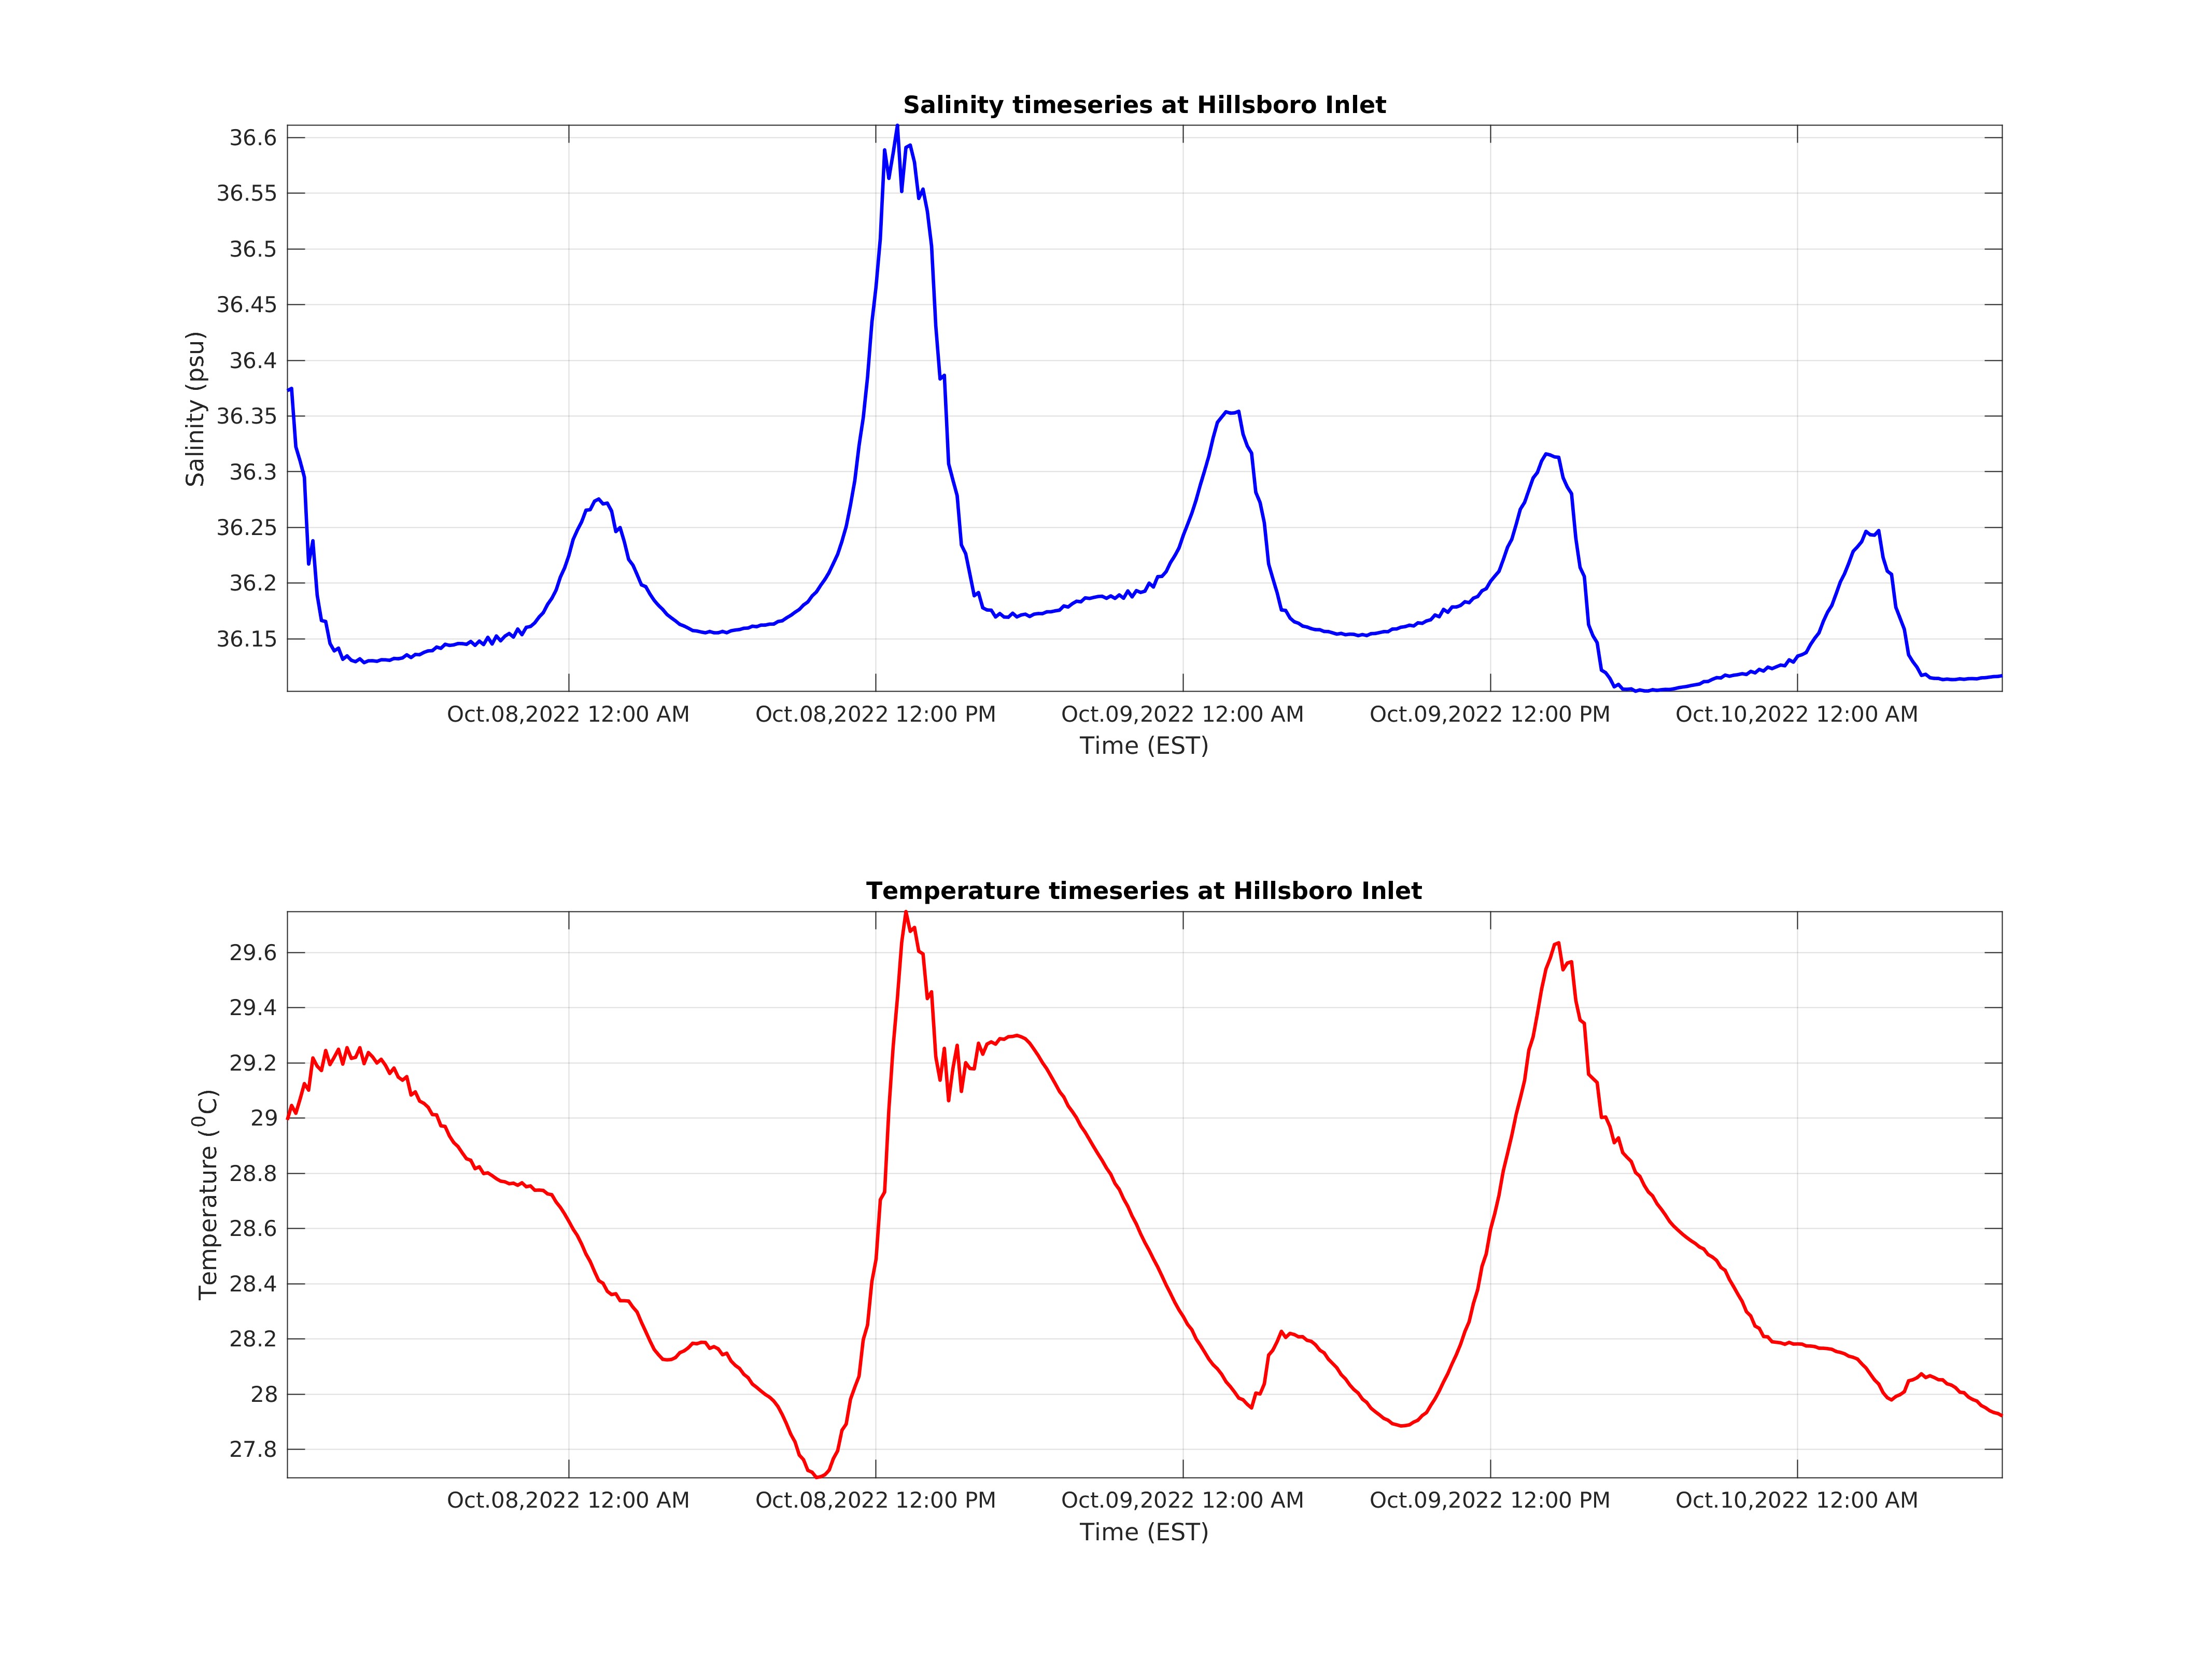 Salinity timeseries at Hillsboro Inlet
36.6
36.55
36.5
36.45
36.4
36.35
36.3
36.25
36.2
36.15
Salinity (psu)
Oct.08,2022 12:00 AM Oct.08,2022 12:00 PM Oct.09,2022 12:00 AM Oct.09,2022 12:00 PM Oct.10,2022 12:00 AM
Time (EST)
Temperature timeseries at Hillsboro Inlet
29.6
29.4
29.2
29
28.8
28.6
28.4
28.2
28
27.8
Temperature (⁰C)
Oct.08,2022 12:00 AM Oct.08,2022 12:00 PM Oct.09,2022 12:00 AM Oct.09,2022 12:00 PM Oct.10,2022 12:00 AM
Time (EST)